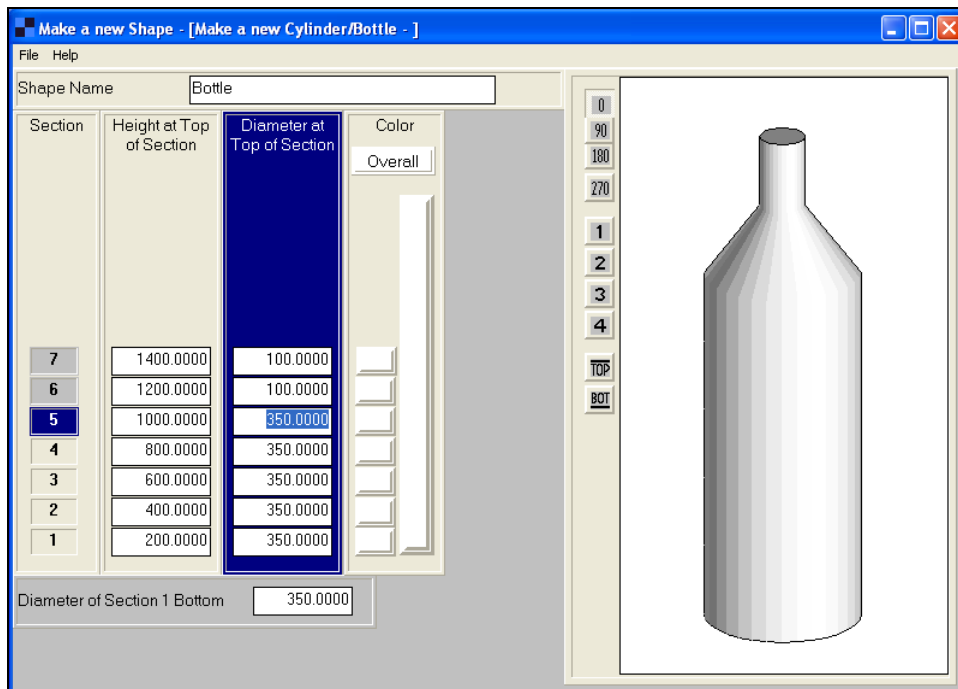 Make a new Shape - [Make a new Cylinder/Bottle - ]
File Help
Shape Name Bottle
Section Height at Top of Section Diameter at Top of Section Color
Overall
7 1400.0000 100.0000
6 1200.0000 100.0000
5 1000.0000 350.0000
4 800.0000 350.0000
3 600.0000 350.0000
2 400.0000 350.0000
1 200.0000 350.0000
Diameter of Section 1 Bottom 350.0000
0
90
180
270
1
2
3
4
TOP
BOT